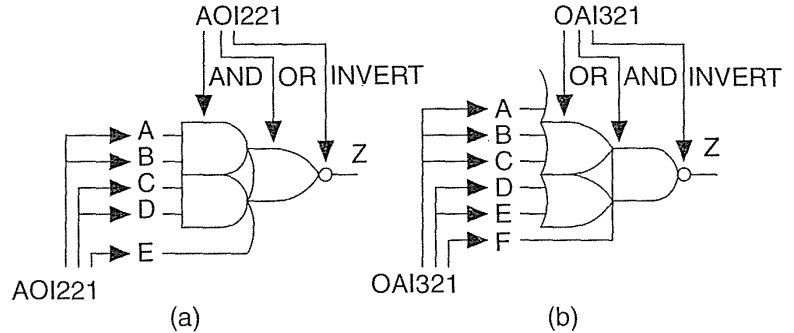 AOI221
AND OR INVERT
A
B
C
D
E
Z
AOI221
(a)
OAI321
OR AND INVERT
A
B
C
D
E
F
Z
OAI321
(b)